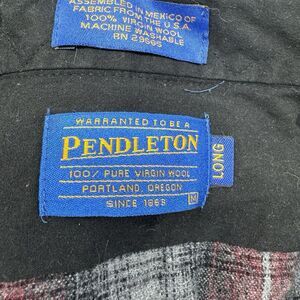 ASSEMBLED IN MEXICO OF
FABRIC FROM THE U.S.A.
100% VIRGIN WOOL
MACHINE WASHABLE
RN 29685
WARRANTED TO BE A
PENDLETON
100% PURE VIRGIN WOOL
PORTLAND, OREGON
SINCE 1863
M
LONG